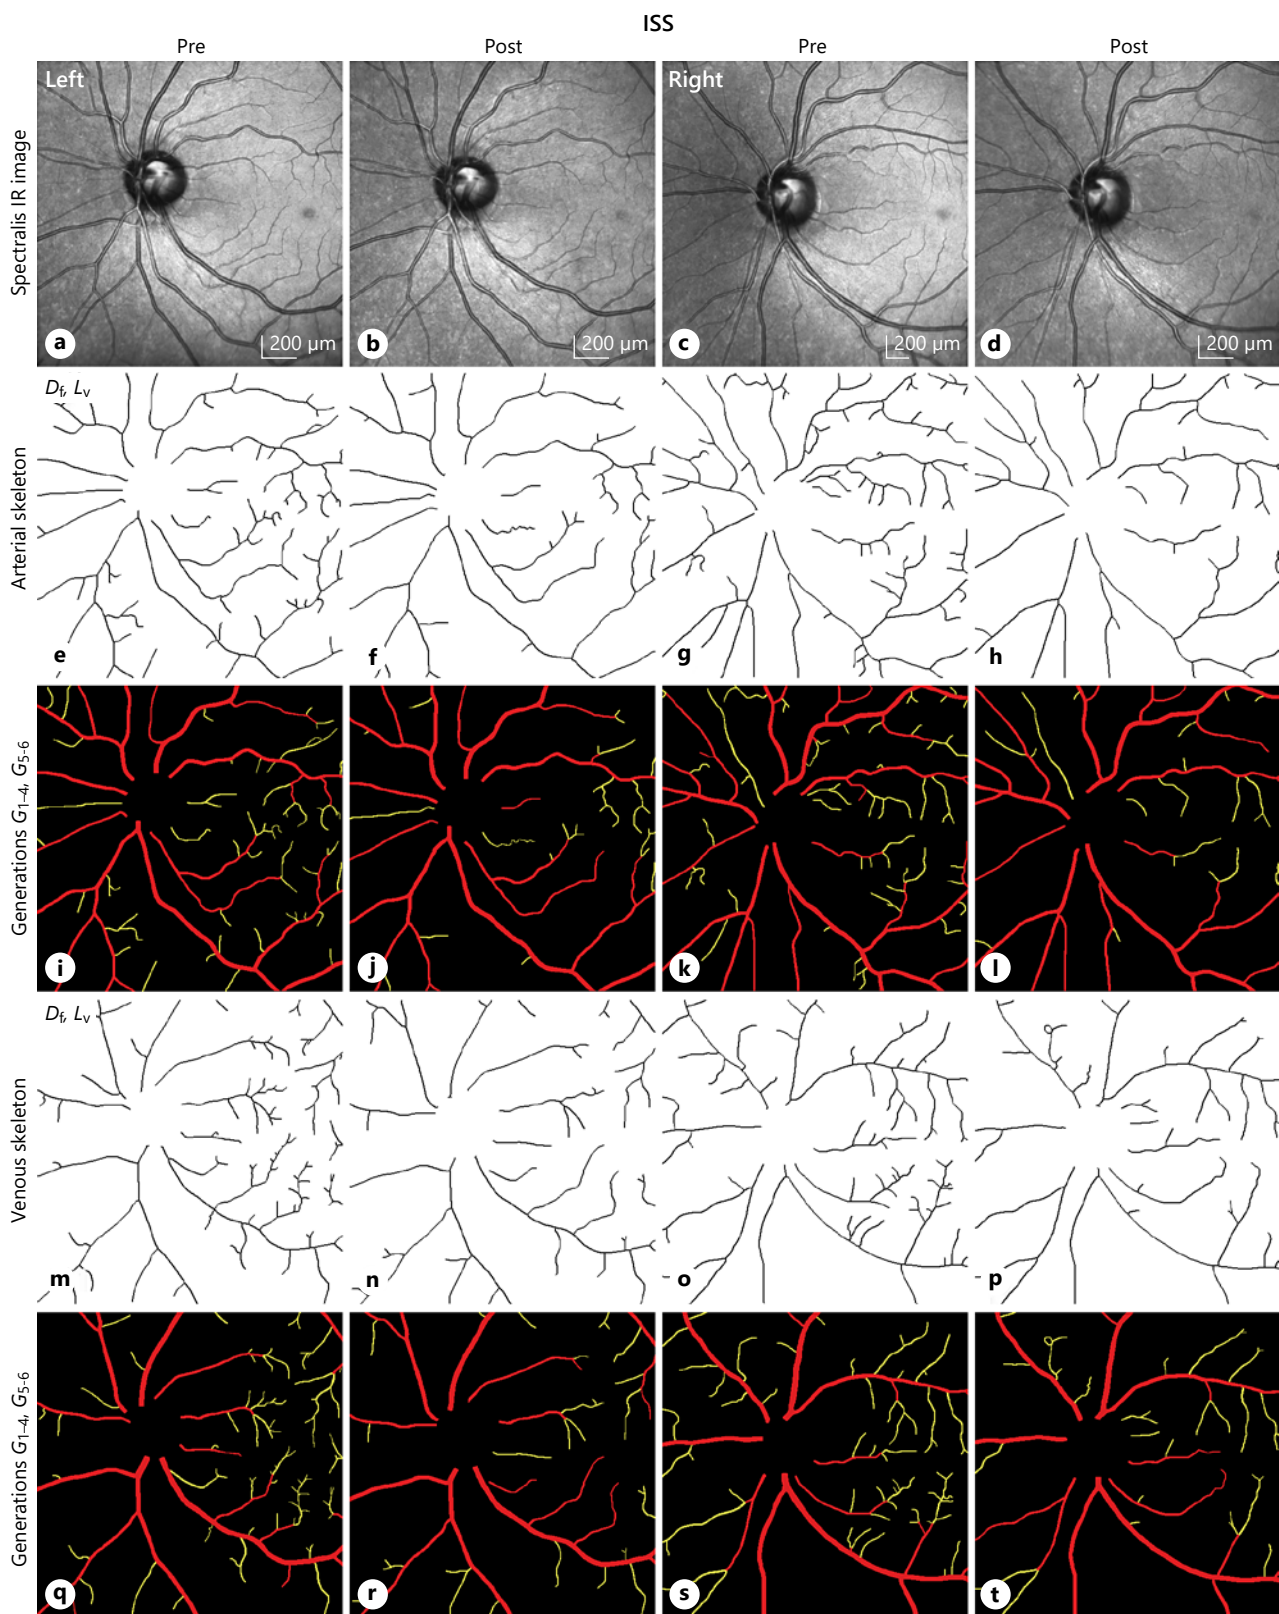 ISS
Pre Post Pre Post
Spectralis IR image
Left Right
a 200 µm b 200 µm c 200 µm d 200 µm
Arterial skeleton
Df, Lv
e f g h
Generations G1–4, G5-6
i j k l
Venous skeleton
Df, Lv
m n o p
Generations G1–4, G5-6
q r s t